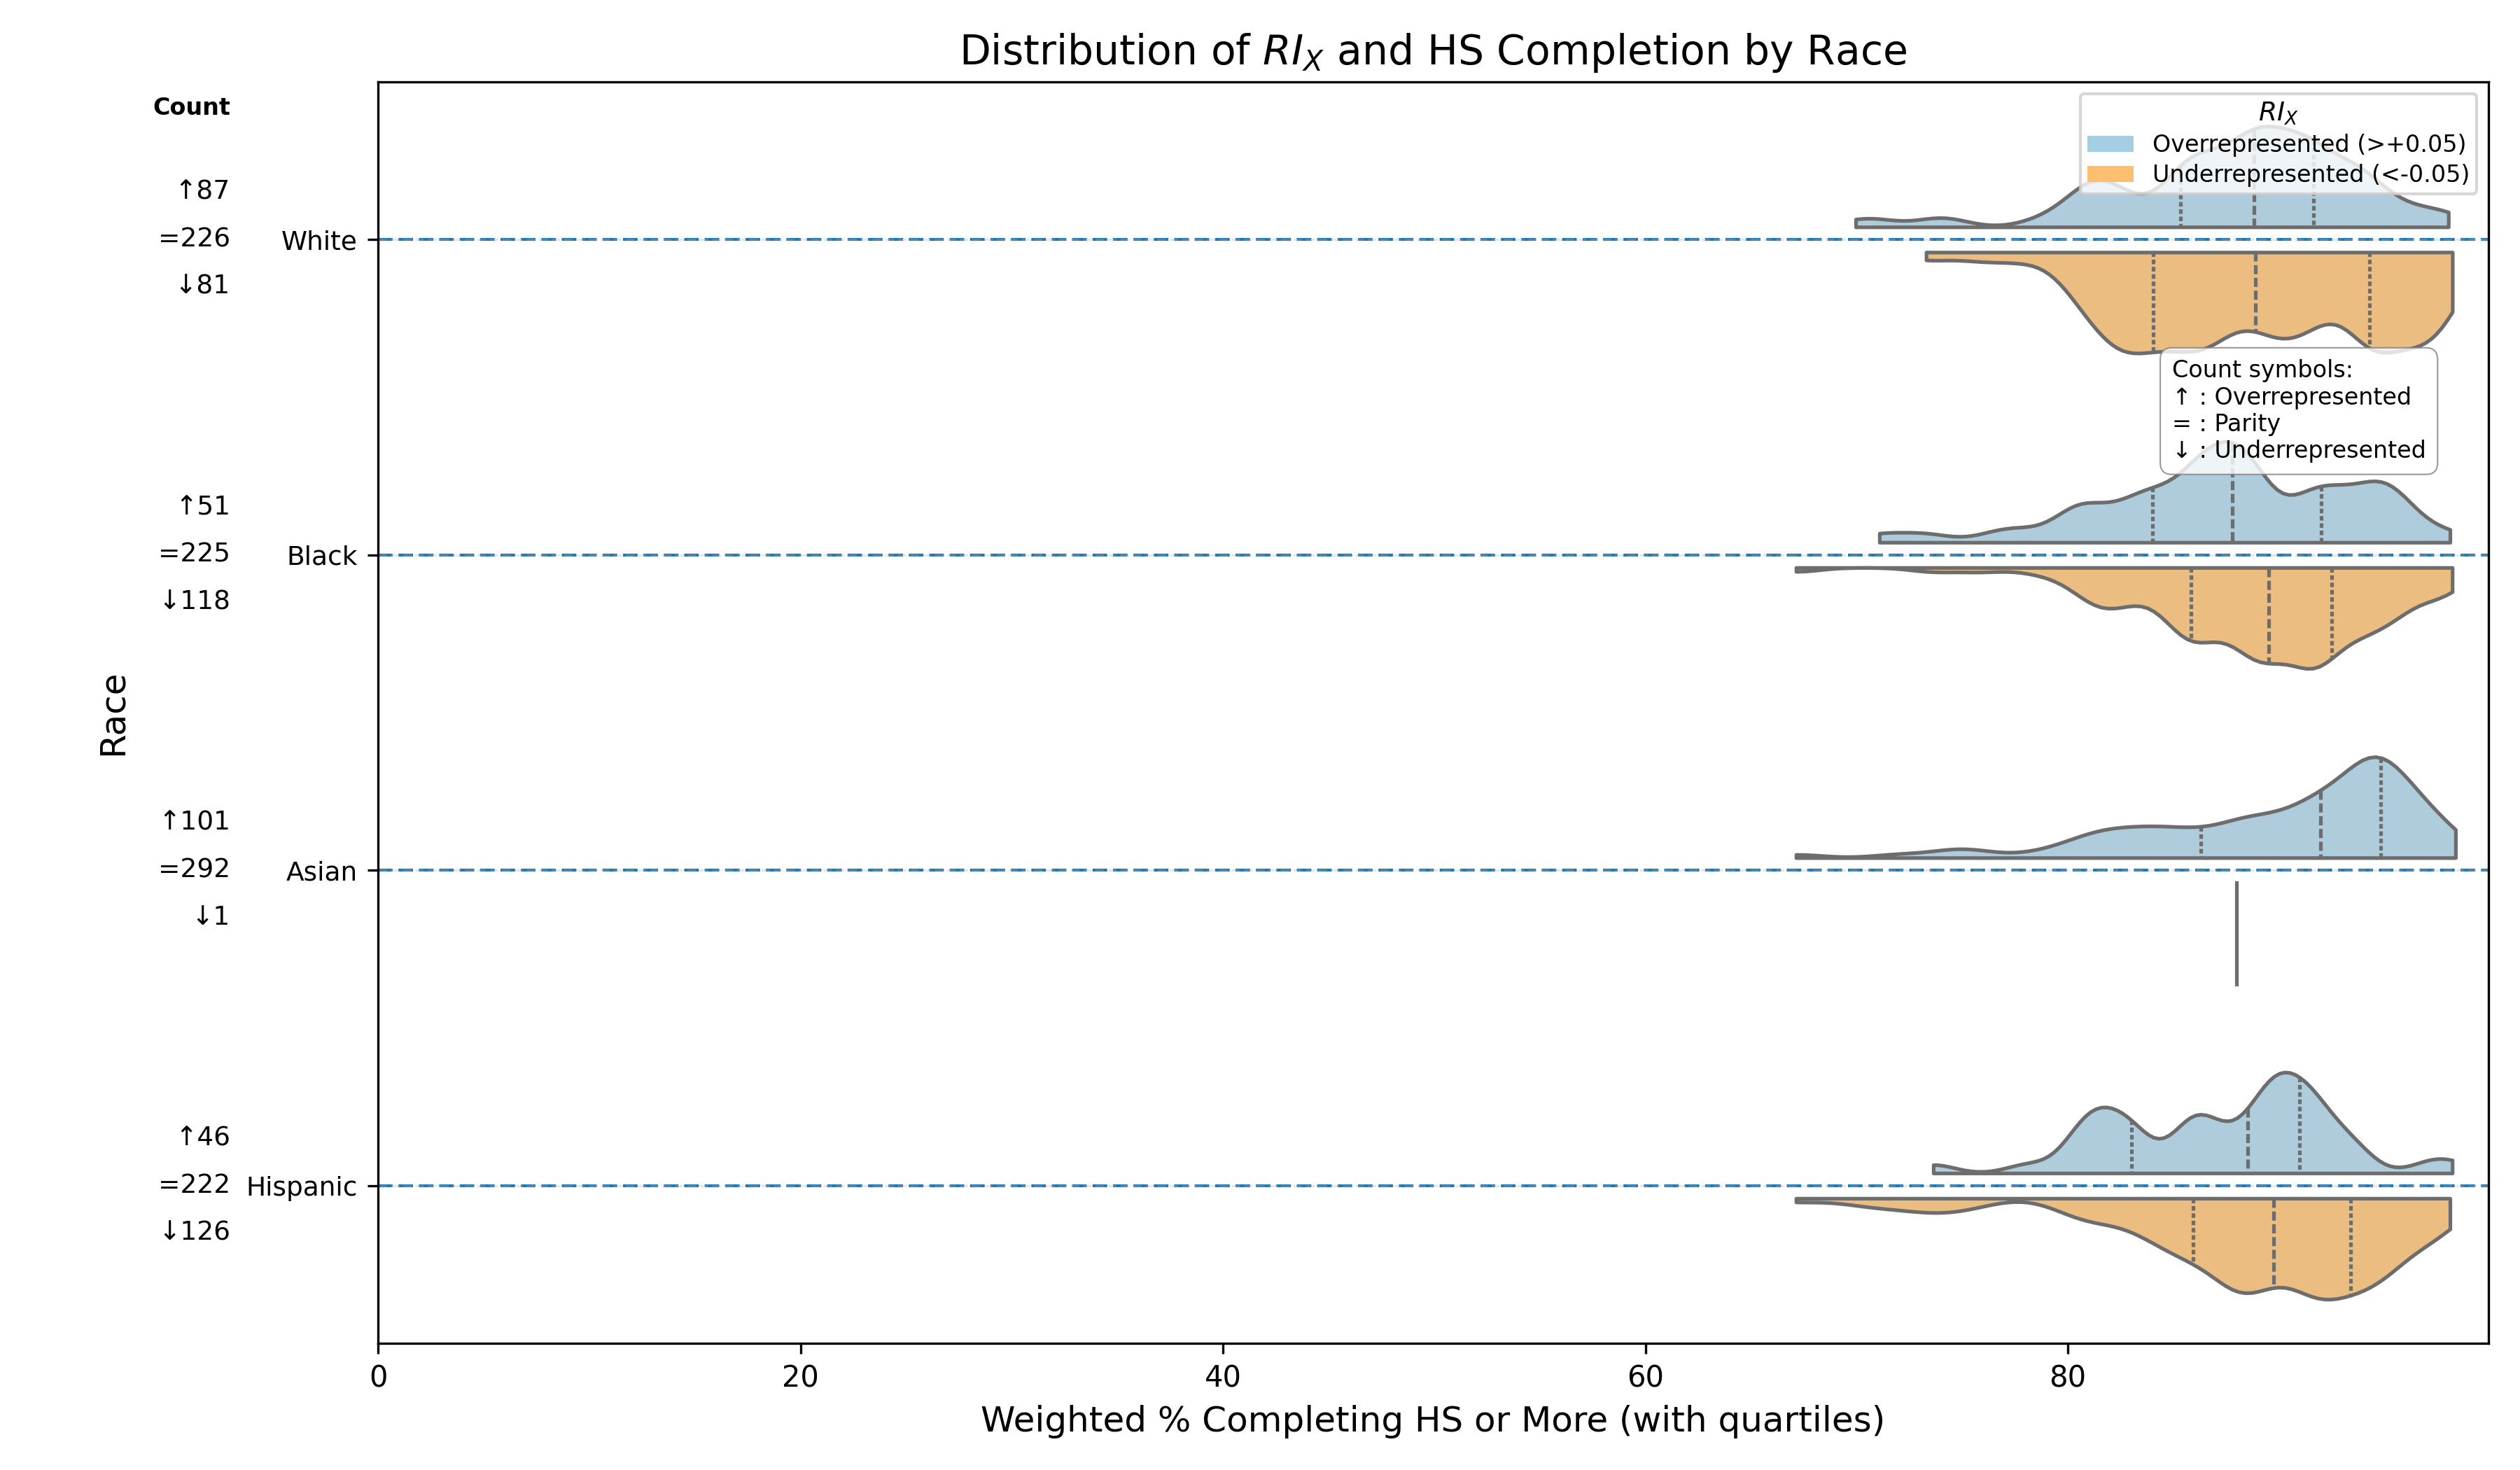 Distribution of RI_X and HS Completion by Race
Count
RI_X
Overrepresented (>+0.05)
Underrepresented (<-0.05)
↑87
=226
White
↓81
Count symbols:
↑ : Overrepresented
= : Parity
↓ : Underrepresented
↑51
=225
Black
↓118
Race
↑101
=292
Asian
↓1
↑46
=222
Hispanic
↓126
0 20 40 60 80
Weighted % Completing HS or More (with quartiles)